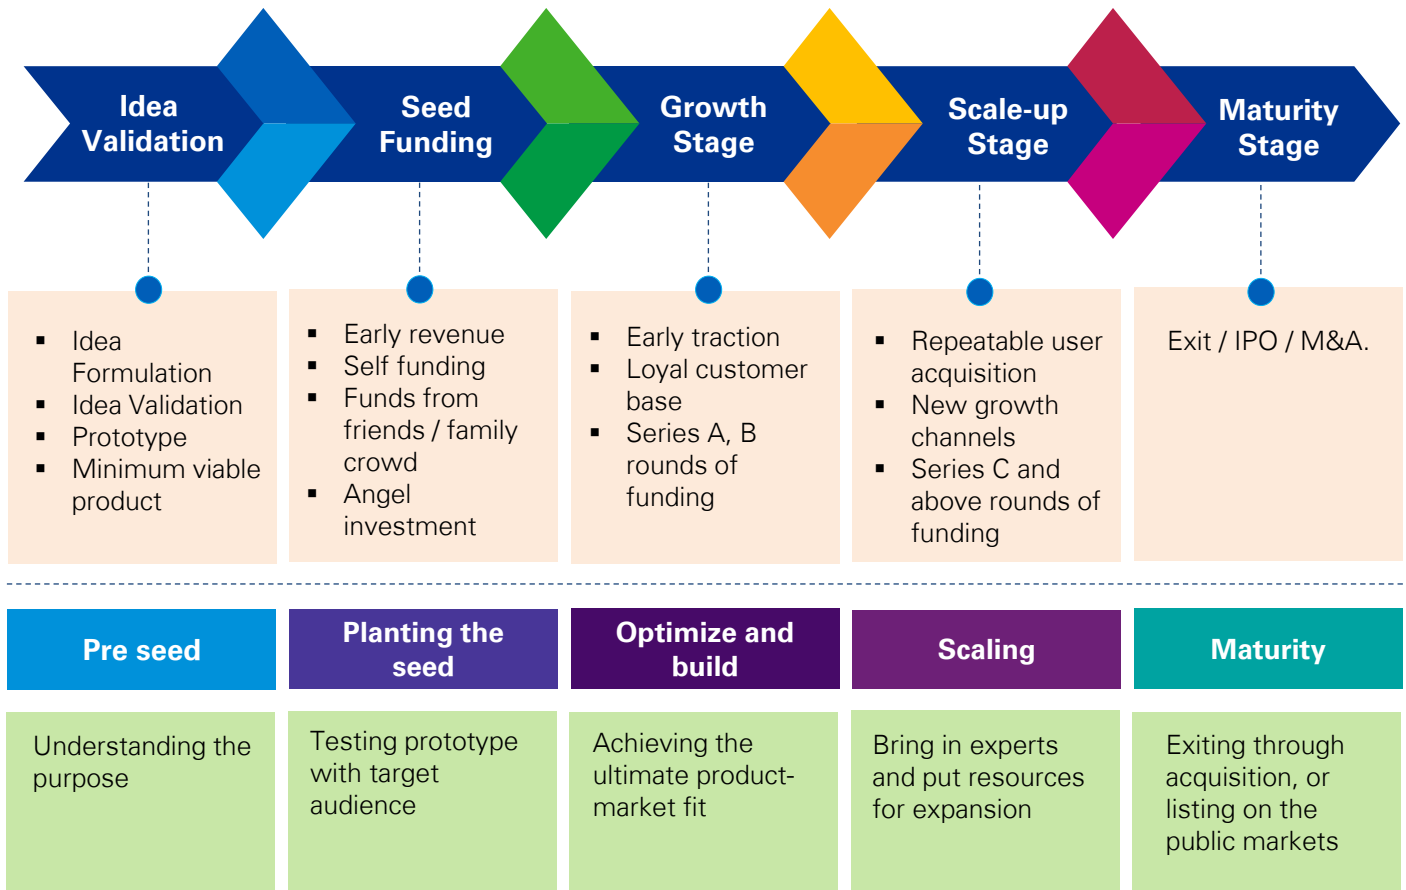 Idea
Validation
Seed
Funding
Growth
Stage
Scale-up
Stage
Maturity
Stage
▪ Idea
Formulation
▪ Idea Validation
▪ Prototype
▪ Minimum viable
product
▪ Early revenue
▪ Self funding
▪ Funds from
friends / family
crowd
▪ Angel
investment
▪ Early traction
▪ Loyal customer
base
▪ Series A, B
rounds of
funding
▪ Repeatable user
acquisition
▪ New growth
channels
▪ Series C and
above rounds of
funding
Exit / IPO / M&A.
Pre seed
Planting the
seed
Optimize and
build
Scaling
Maturity
Understanding the
purpose
Testing prototype
with target
audience
Achieving the
ultimate product-
market fit
Bring in experts
and put resources
for expansion
Exiting through
acquisition, or
listing on the
public markets